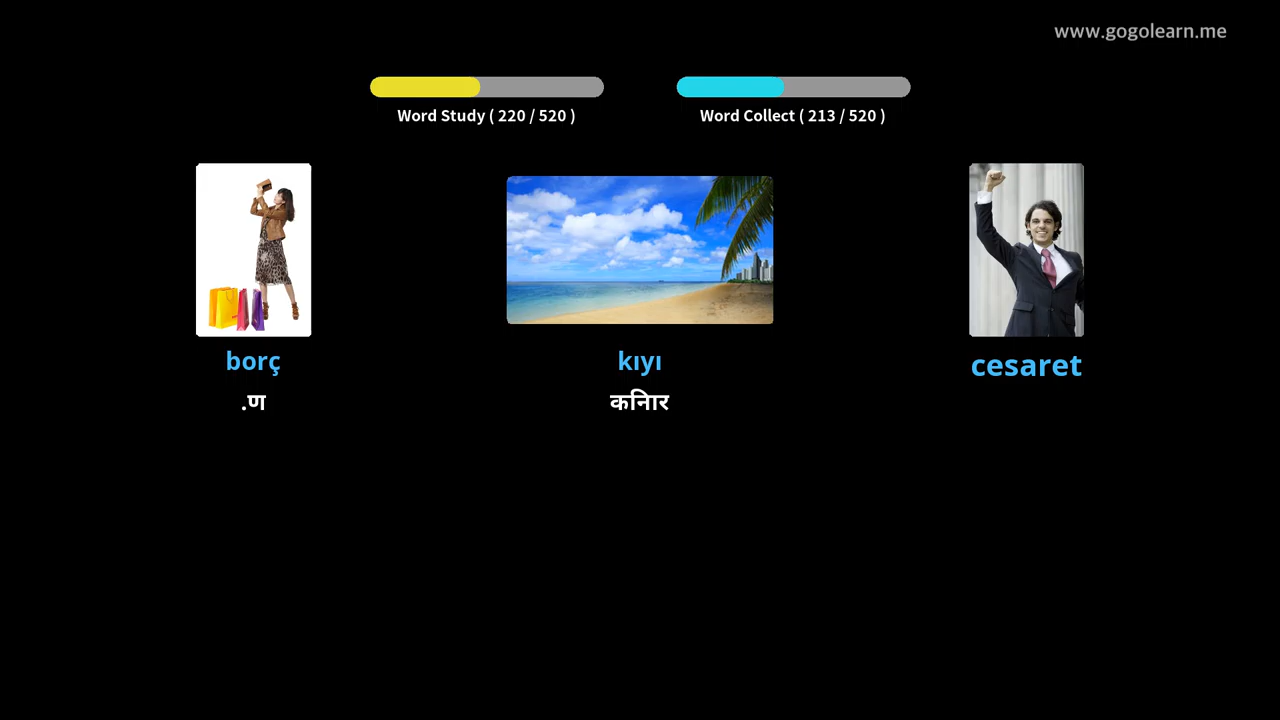 www.gogolearn.me
Word Study ( 220 / 520 )
Word Collect ( 213 / 520 )
borç
kıyı
cesaret
.ण
कनिार